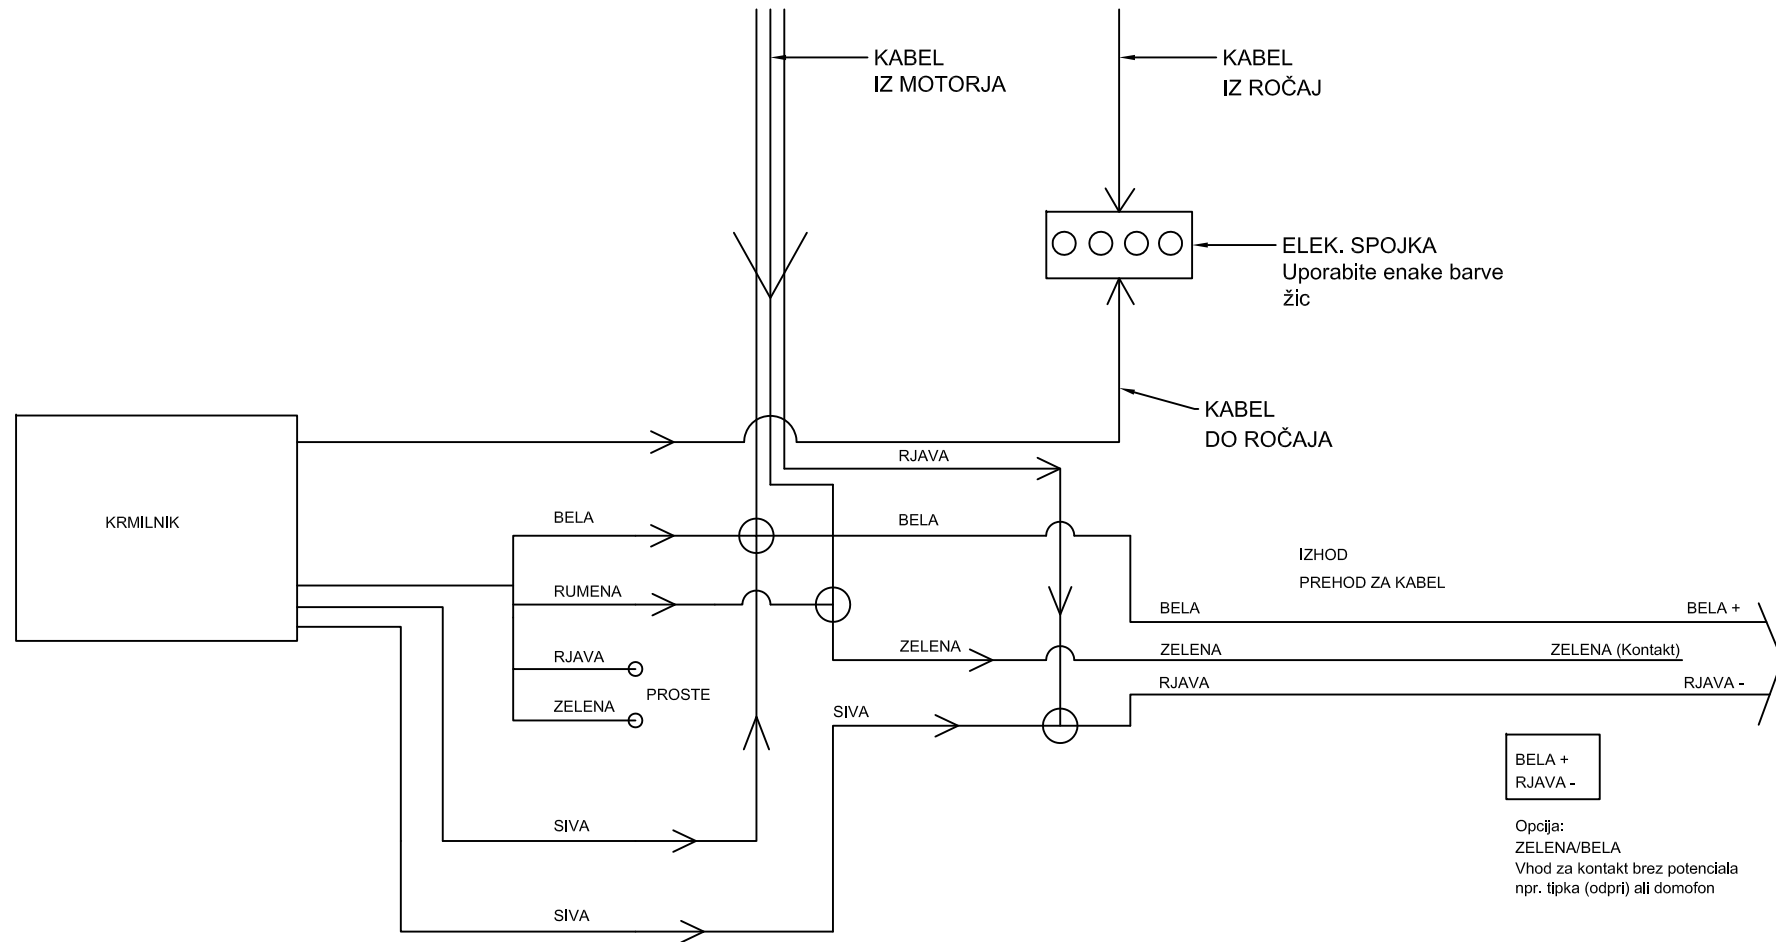 KABEL
IZ MOTORJA
KABEL
IZ ROČAJ
ELEK. SPOJKA
Uporabite enake barve
žic
KABEL
DO ROČAJA
RJAVA
KRMILNIK
BELA
BELA
IZHOD
PREHOD ZA KABEL
RUMENA
BELA
BELA +
ZELENA
ZELENA
ZELENA (Kontakt)
RJAVA
RJAVA
RJAVA -
PROSTE
ZELENA
SIVA
BELA +
RJAVA -
SIVA
Opcija:
ZELENA/BELA
Vhod za kontakt brez potenciala
npr. tipka (odpri) ali domofon
SIVA